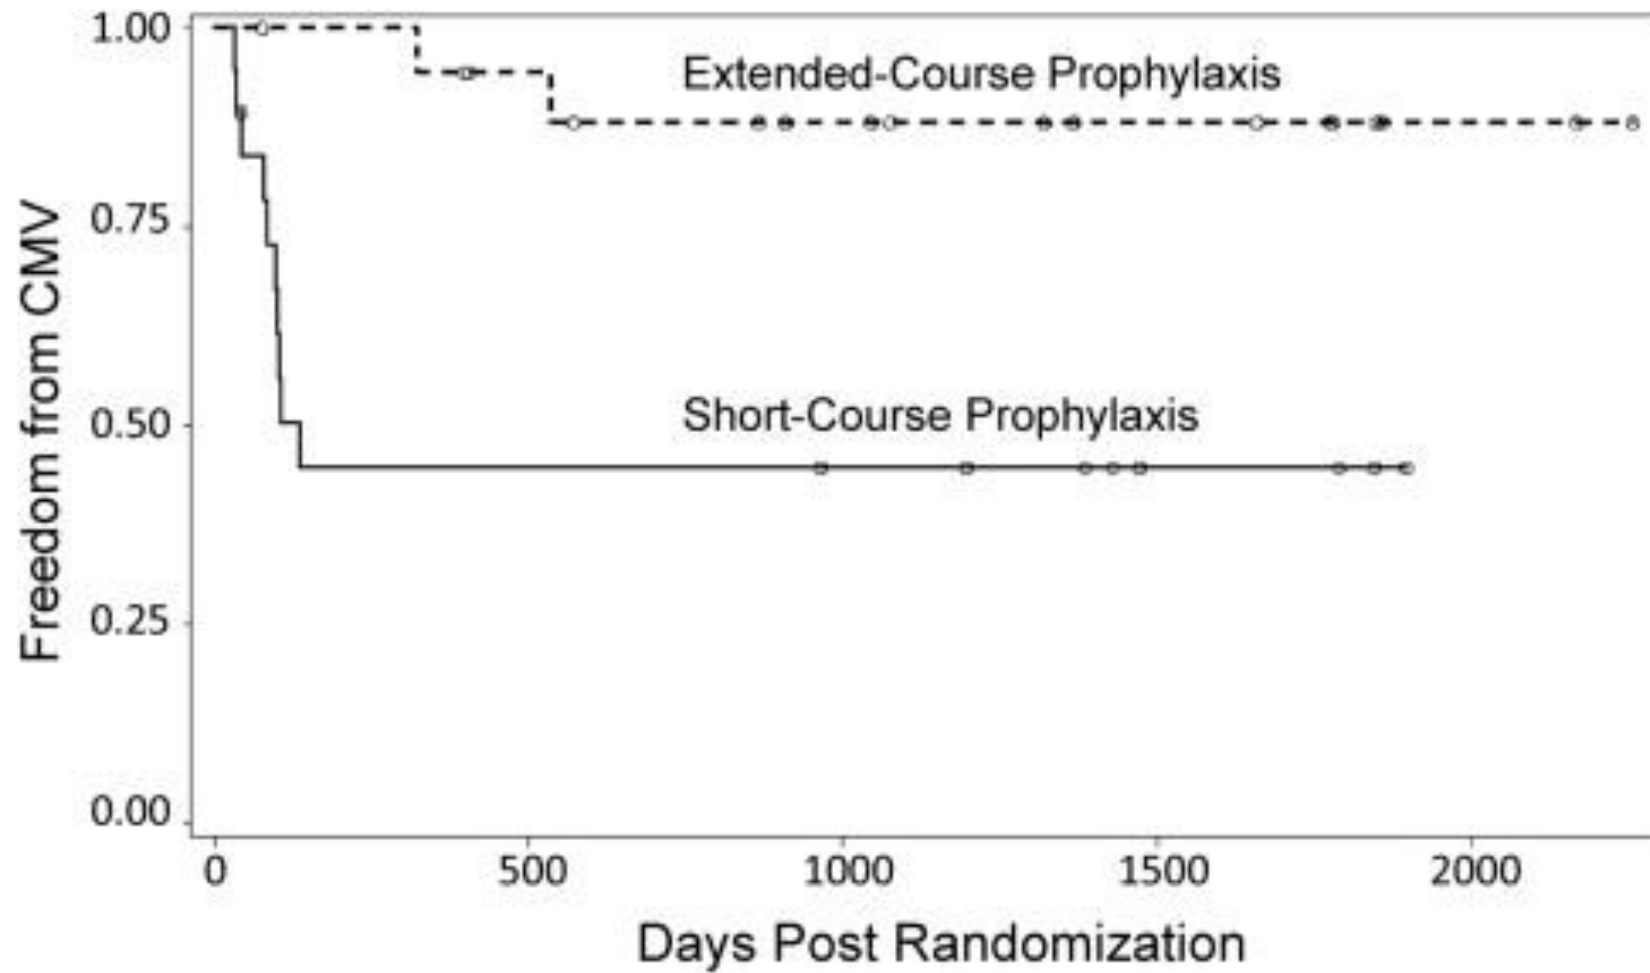 Freedom from CMV
1.00
0.75
0.50
0.25
0.00
Extended-Course Prophylaxis
Short-Course Prophylaxis
0 500 1000 1500 2000
Days Post Randomization